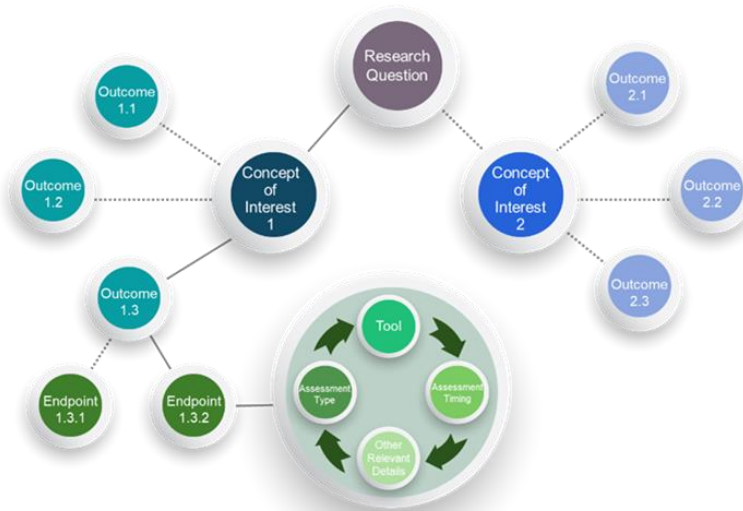 Research
Question
Outcome
1.1
Outcome
2.1
Outcome
1.2
Concept
of
Interest
1
Concept
of
Interest
2
Outcome
2.2
Outcome
1.3
Outcome
2.3
Tool
Assessment
Type
Assessment
Timing
Other
Relevant
Details
Endpoint
1.3.1
Endpoint
1.3.2